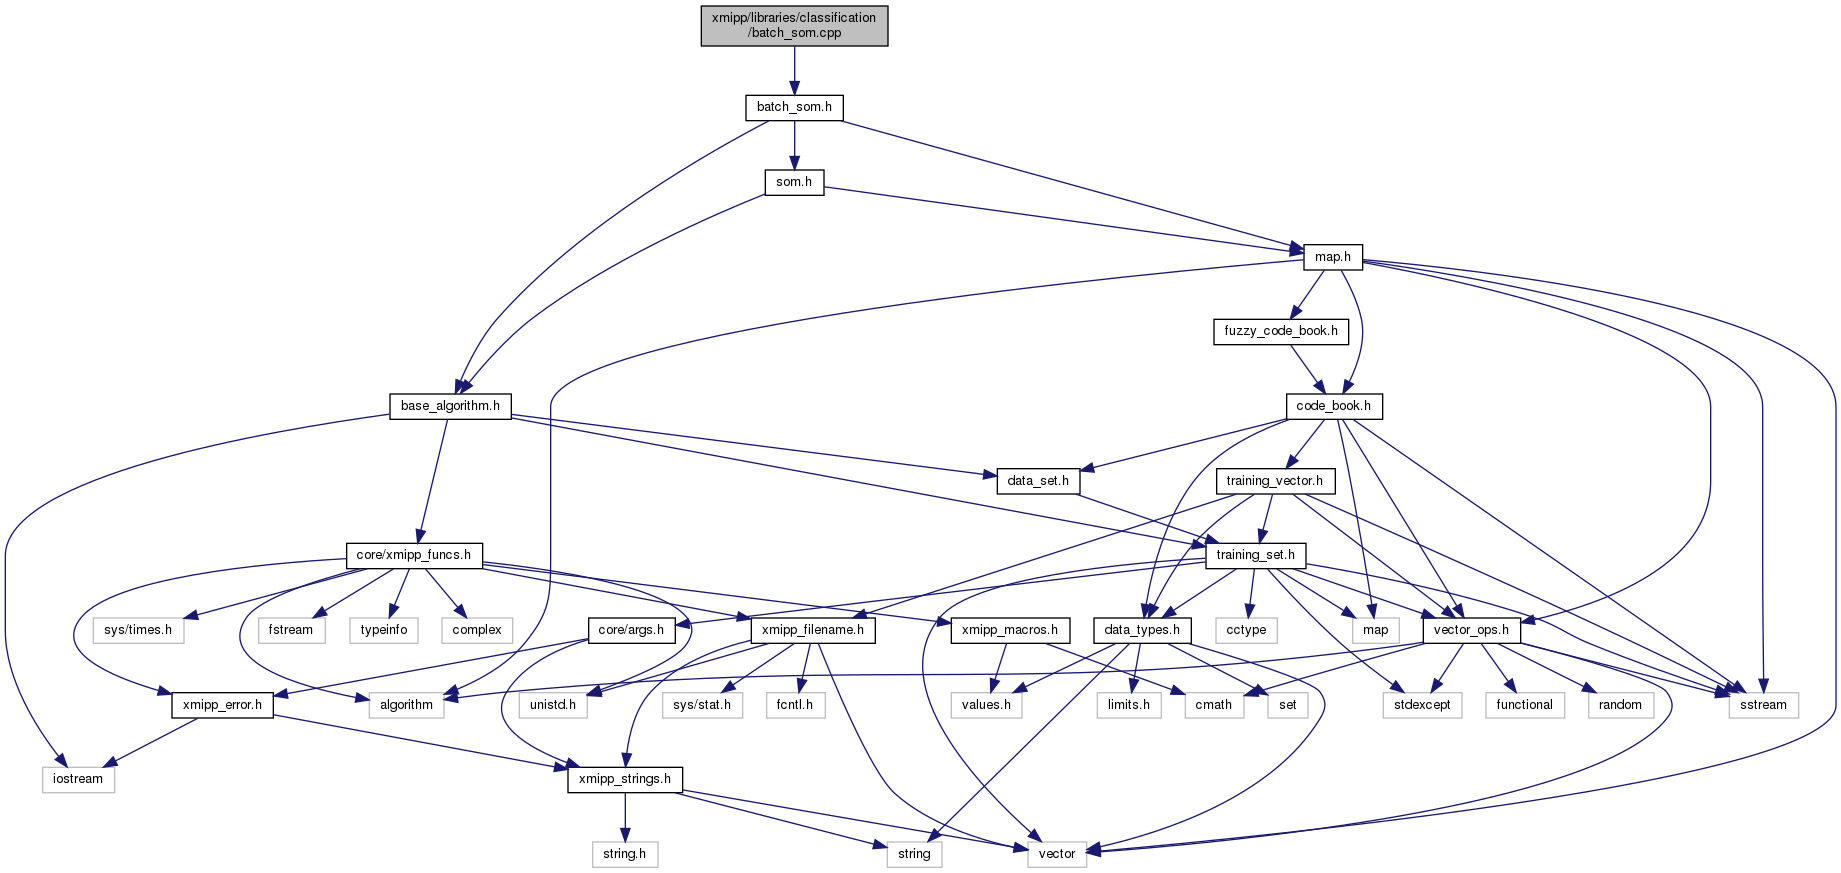 xmipp/libraries/classification
/batch_som.cpp
batch_som.h
som.h
map.h
fuzzy_code_book.h
base_algorithm.h
code_book.h
data_set.h
training_vector.h
core/xmipp_funcs.h
training_set.h
sys/times.h
fstream
typeinfo
complex
core/args.h
xmipp_filename.h
xmipp_macros.h
data_types.h
cctype
map
vector_ops.h
xmipp_error.h
algorithm
unistd.h
sys/stat.h
fcntl.h
values.h
limits.h
cmath
set
stdexcept
functional
random
sstream
iostream
xmipp_strings.h
string.h
string
vector